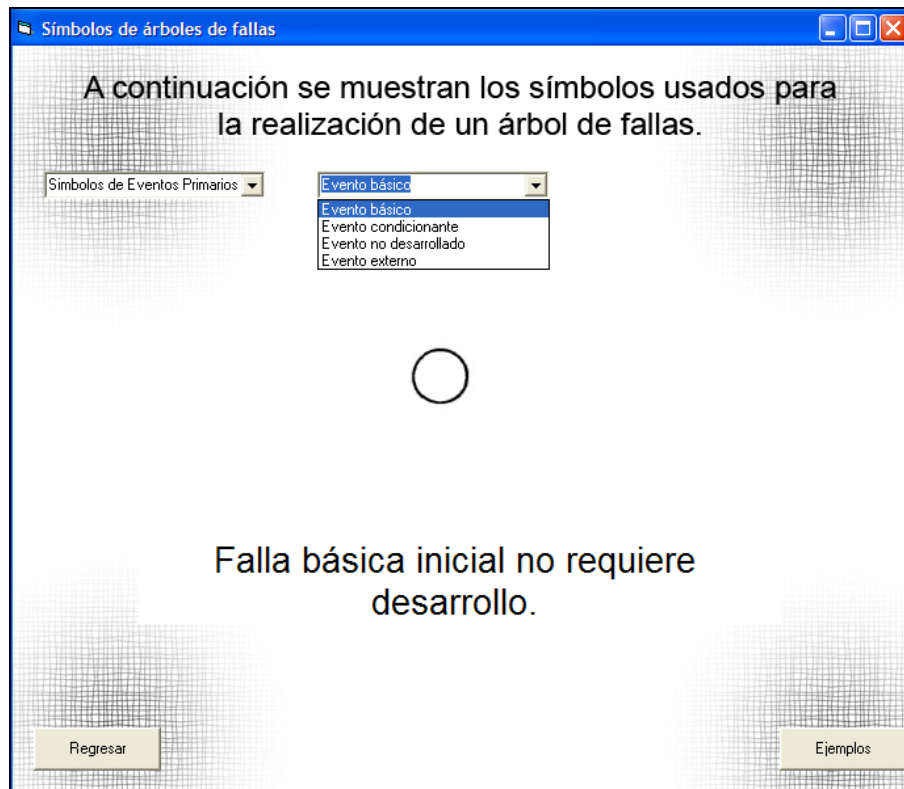 Símbolos de árboles de fallas
A continuación se muestran los símbolos usados para
la realización de un árbol de fallas.
Simbolos de Eventos Primarios
Evento básico
Evento básico
Evento condicionante
Evento no desarrollado
Evento externo
Falla básica inicial no requiere
desarrollo.
Regresar
Ejemplos